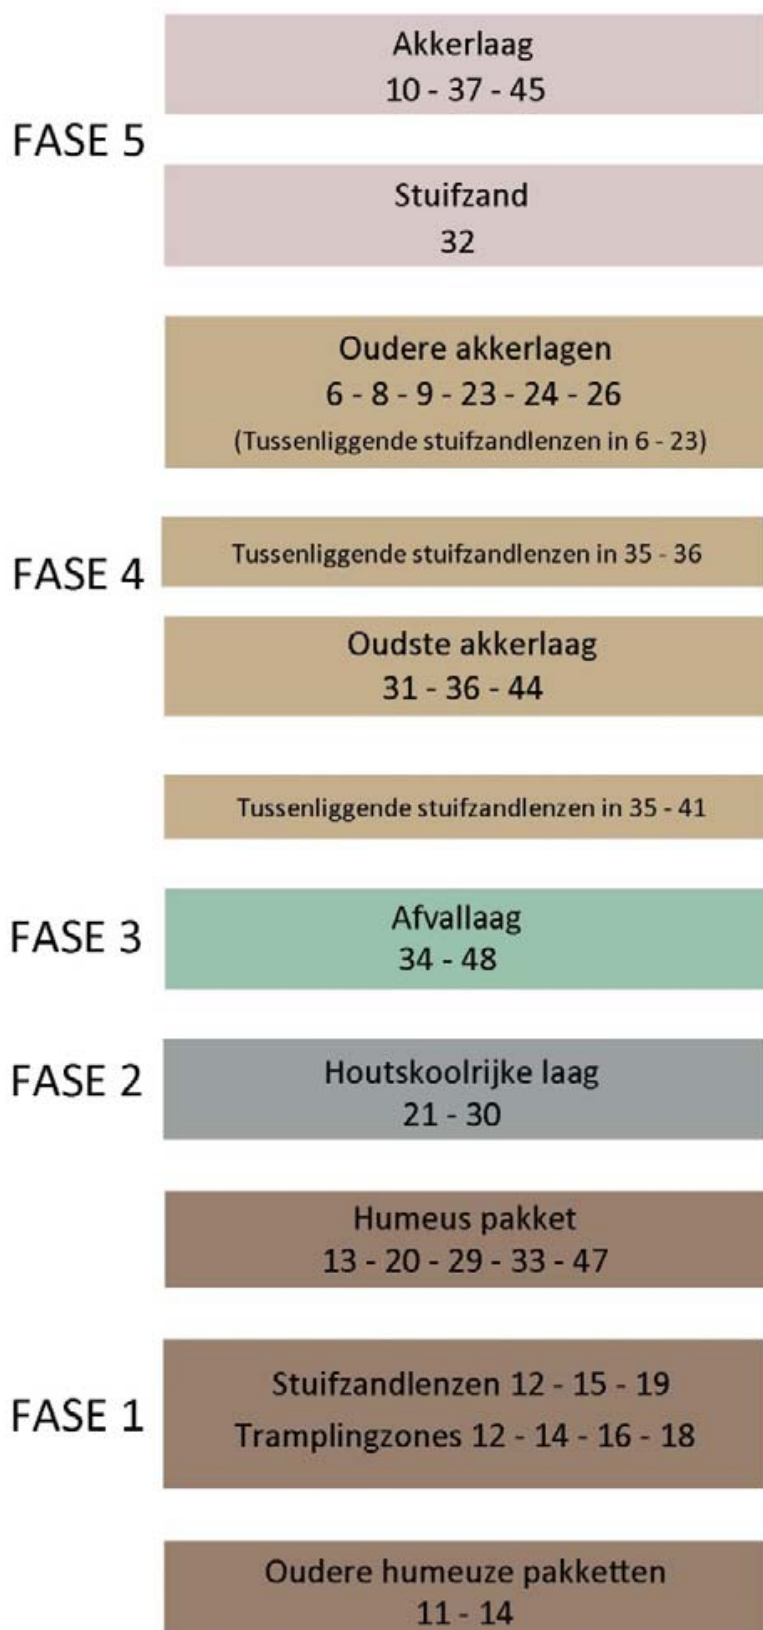 FASE 5
Akkerlaag
10 - 37 - 45
Stuifzand
32
FASE 4
Oudere akkerlagen
6 - 8 - 9 - 23 - 24 - 26
(Tussenliggende stuifzandlenzen in 6 - 23)
Tussenliggende stuifzandlenzen in 35 - 36
Oudste akkerlaag
31 - 36 - 44
Tussenliggende stuifzandlenzen in 35 - 41
FASE 3
Afvallaag
34 - 48
FASE 2
Houtskoolrijke laag
21 - 30
FASE 1
Humeus pakket
13 - 20 - 29 - 33 - 47
Stuifzandlenzen 12 - 15 - 19
Tramplingzones 12 - 14 - 16 - 18
Oudere humeuze pakketten
11 - 14